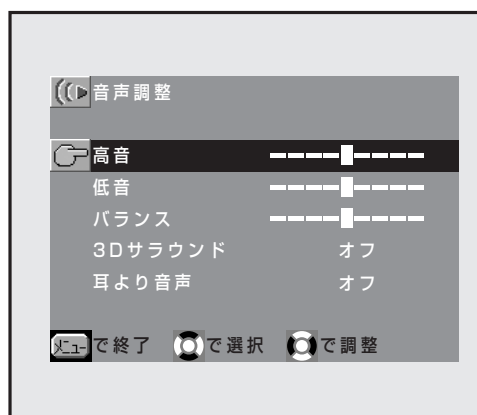 音声調整
高音
低音
バランス
3Dサラウンド オフ
耳より音声 オフ
メニューで終了 で選択 で調整